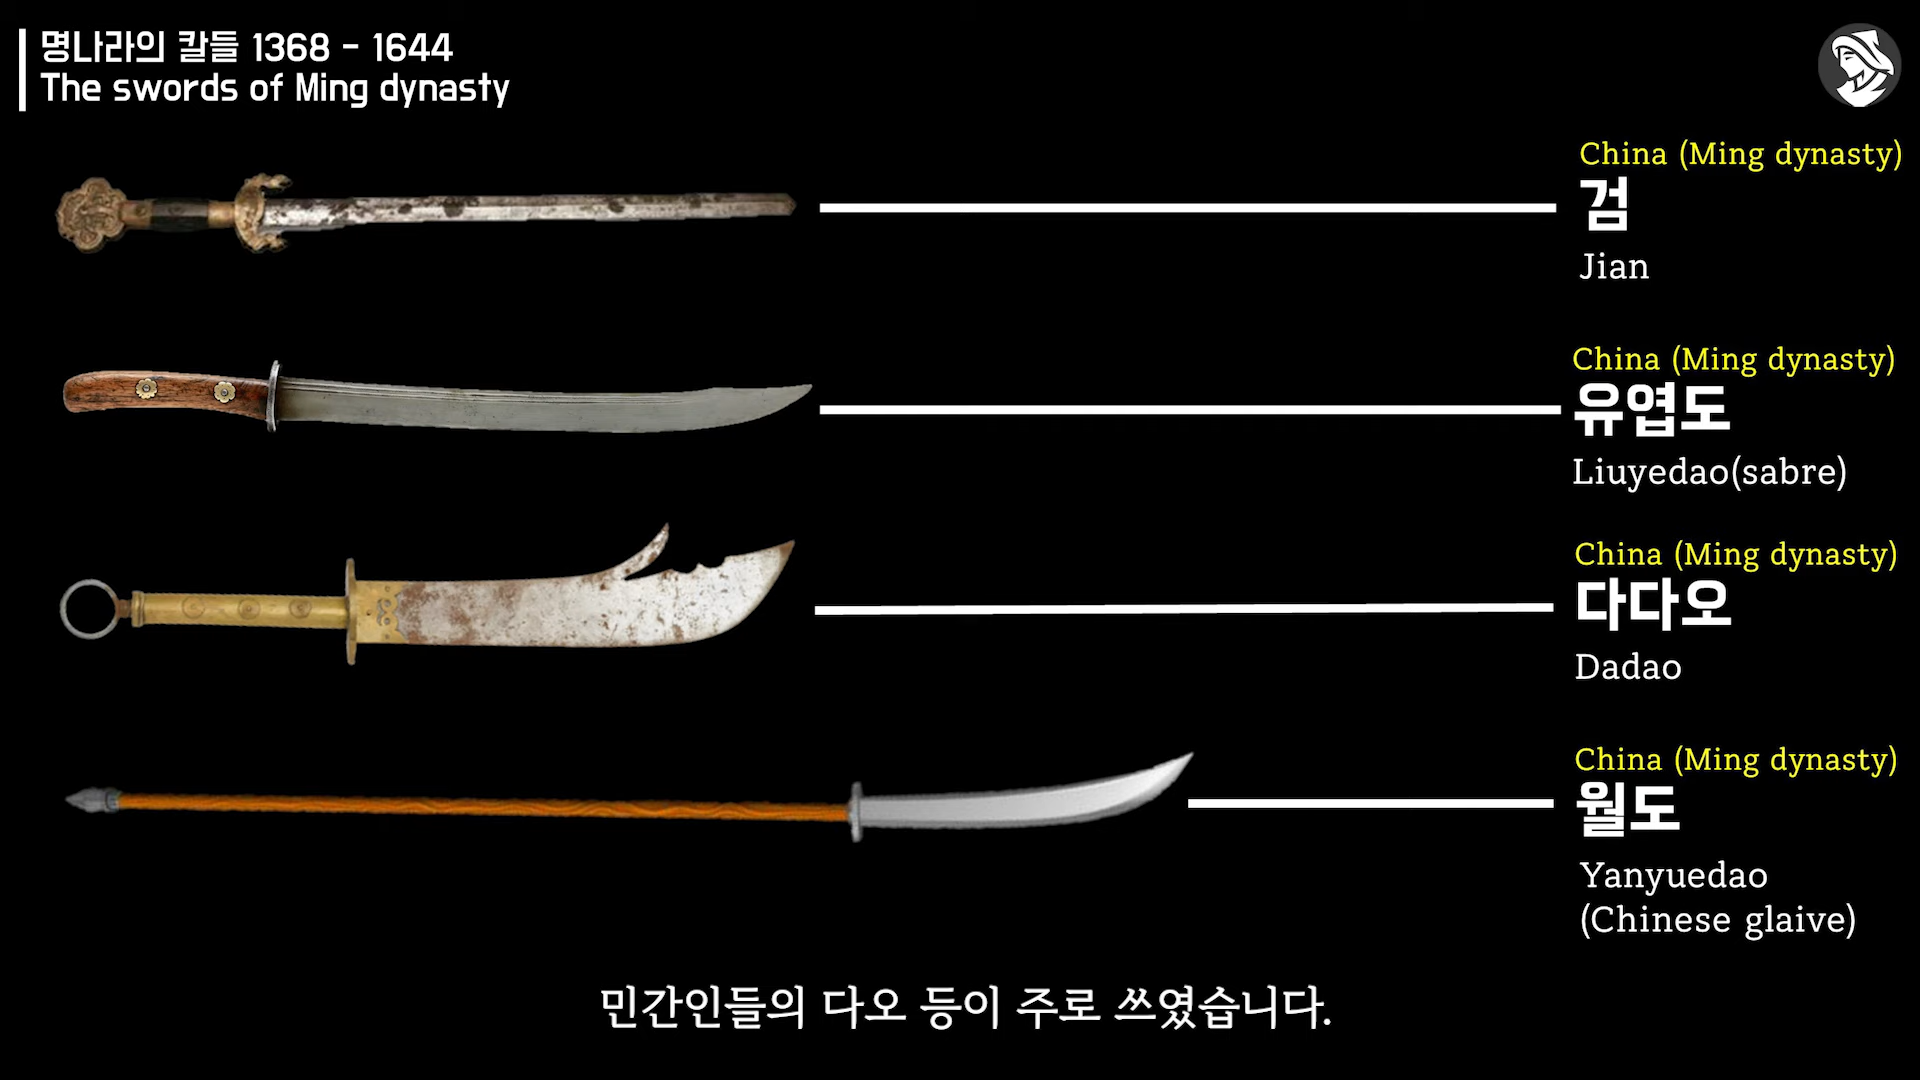 명나라의 칼들 1368 - 1644
The swords of Ming dynasty
China (Ming dynasty)
검
Jian
China (Ming dynasty)
유엽도
Liuyedao(sabre)
China (Ming dynasty)
다다오
Dadao
China (Ming dynasty)
월도
Yanyuedao
(Chinese glaive)
민간인들의 다오 등이 주로 쓰였습니다.